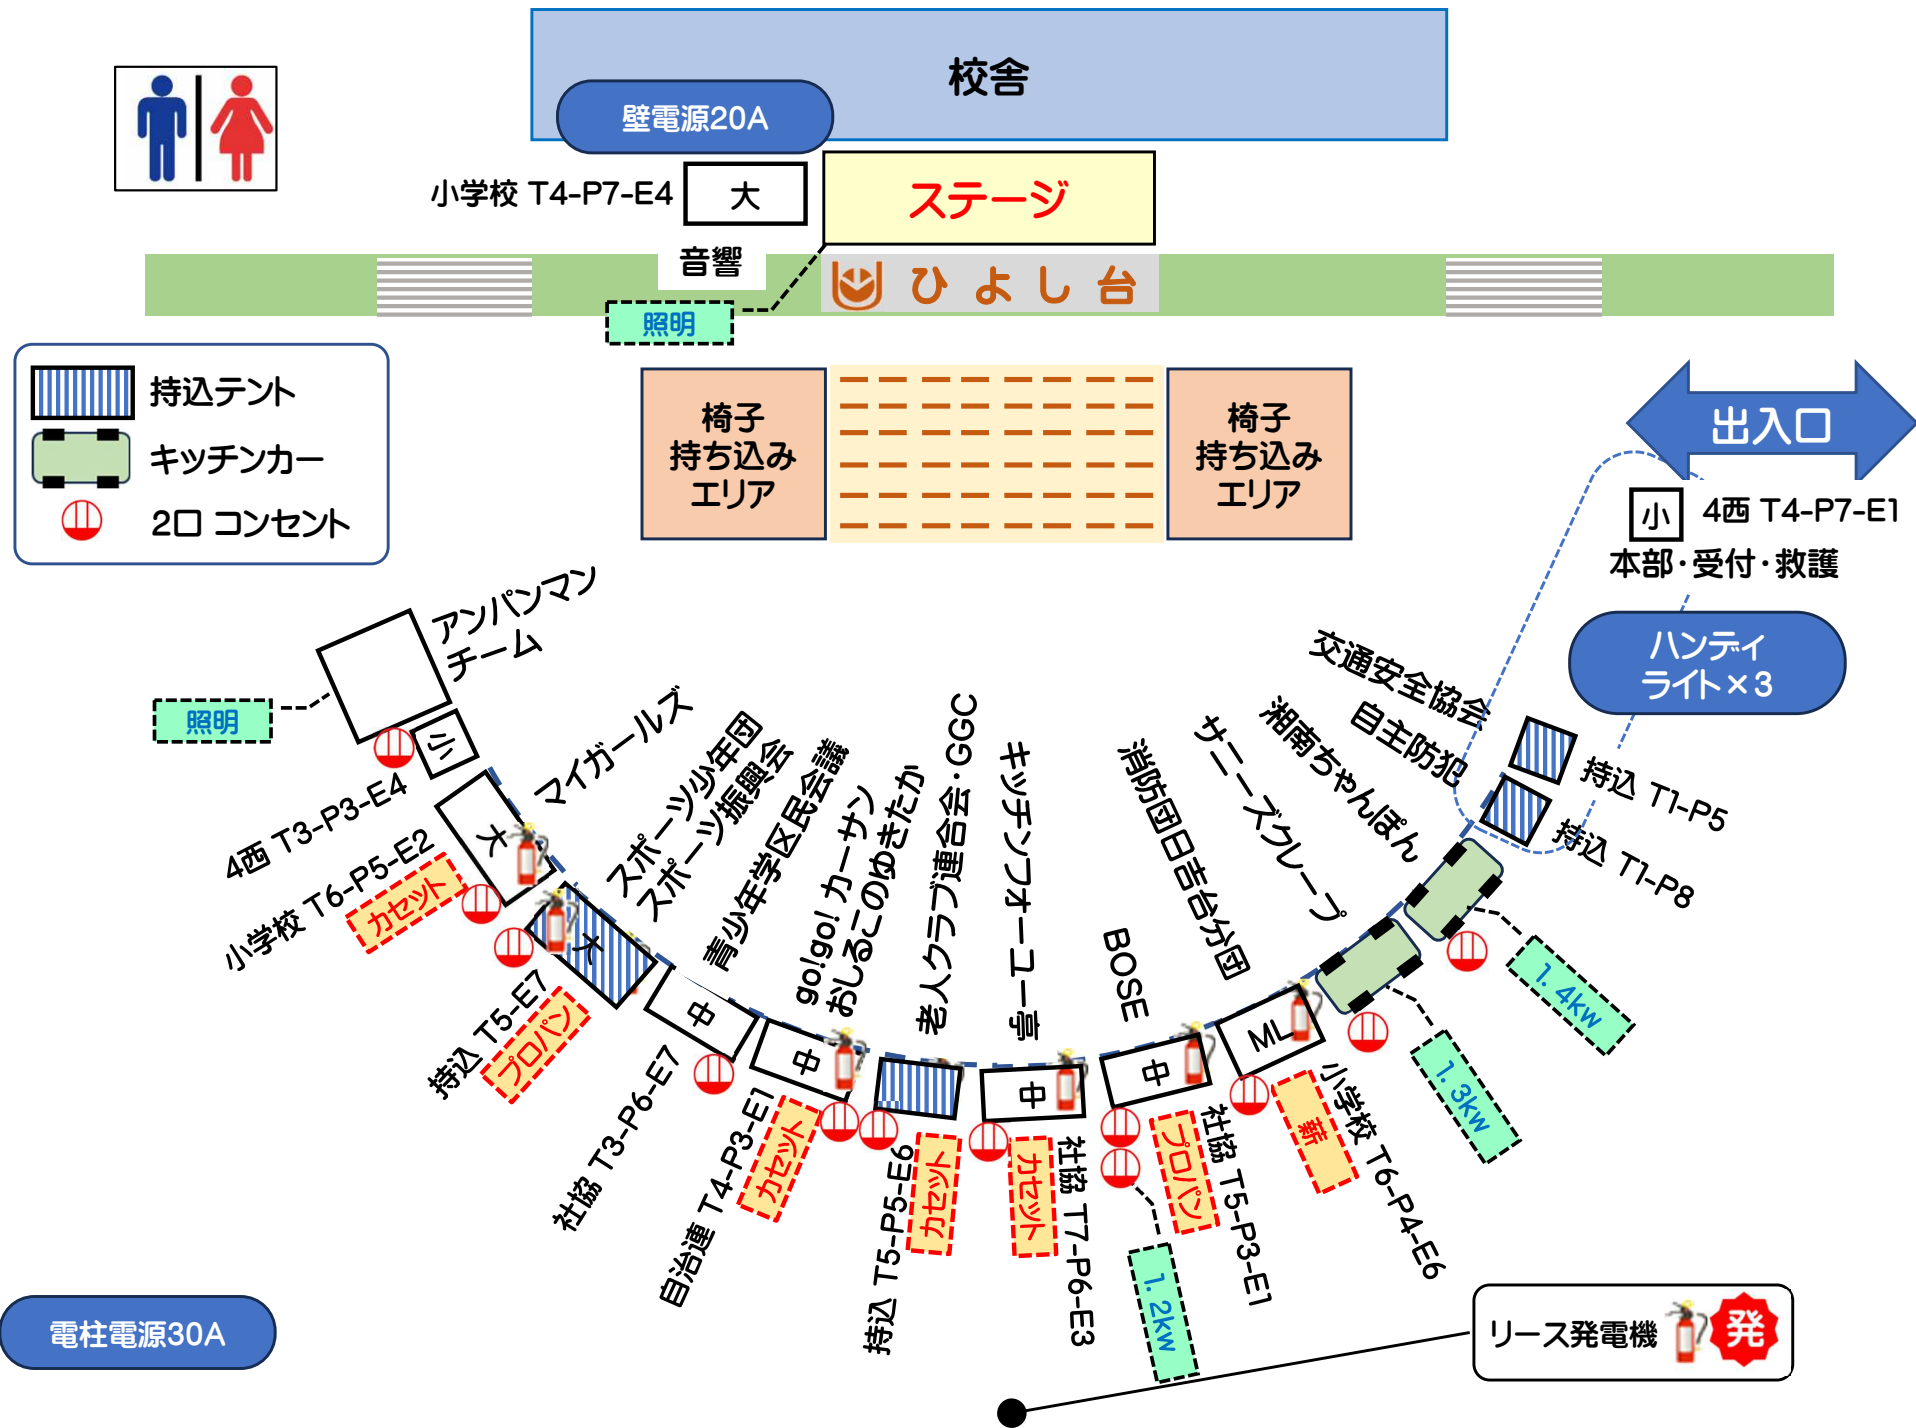 校舎
壁電源20A
小学校 T4-P7-E4
大
ステージ
音響
ひよし台
照明
持込テント
キッチンカー
2口 コンセント
椅子
持ち込み
エリア
椅子
持ち込み
エリア
出入口
小
4西 T4-P7-E1
本部・受付・救護
ハンディ
ライト×3
アンパンマン
チーム
照明
小
4西 T3-P3-E4
マイガールズ
大
小学校 T6-P5-E2
カセット
スポーツ少年団
スポーツ振興会
大
持込 T5-E7
プロパン
青少年学区民会議
中
社協 T3-P6-E7
go!go! カーサン
おしるこのゆきたか
中
自治連 T4-P3-E1
カセット
老人クラブ連合会・GGC
持込 T5-P5-E6
カセット
キッチンフォーユー亭
中
社協 T7-P6-E3
カセット
BOSE
中
社協 T5-P3-E1
プロパン
1.2kw
消防団日吉台分団
ML
小学校 T6-P4-E6
薪
サニーズクレープ
1.3kw
湘南ちゃんぽん
1.4kw
自主防犯
持込 T1-P8
交通安全協会
持込 T1-P5
電柱電源30A
リース発電機
発